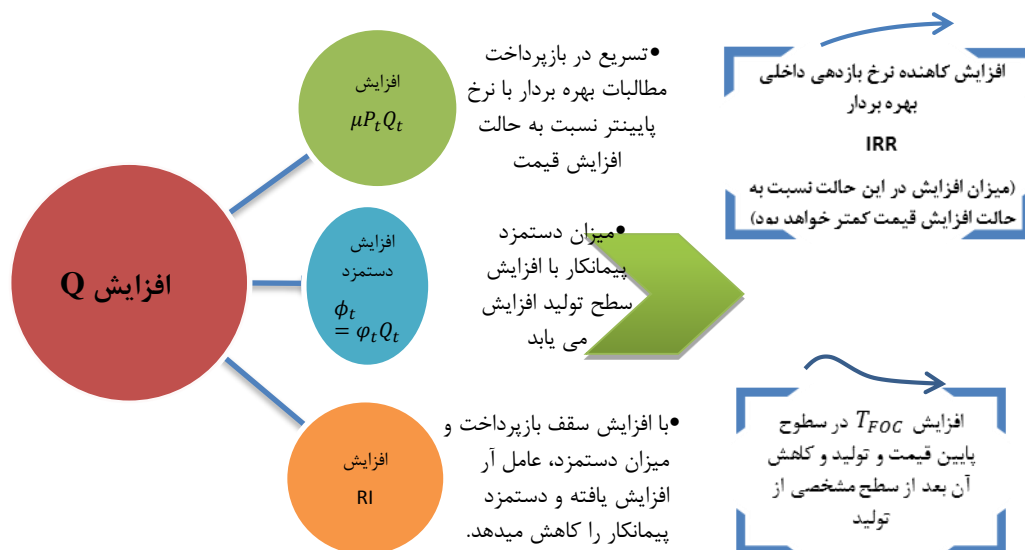 افزایش Q
افزایش
μP_tQ_t
•تسریع در بازپرداخت
مطالبات بهره بردار با نرخ
پایینتر نسبت به حالت
افزایش قیمت
افزایش
دستمزد
ϕ_t
= φ_tQ_t
•میزان دستمزد
پیمانکار با افزایش
سطح تولید افزایش
می یابد
افزایش
RI
•با افزایش سقف بازپرداخت و
میزان دستمزد، عامل آر
افزایش یافته و دستمزد
پیمانکار را کاهش میدهد.
افزایش کاهنده نرخ بازدهی داخلی
بهره بردار
IRR
(میزان افزایش در این حالت نسبت به
حالت افزایش قیمت کمتر خواهد بود)
افزایش T_FOC در سطوح
پایین قیمت و تولید و کاهش
آن بعد از سطح مشخصی از
تولید